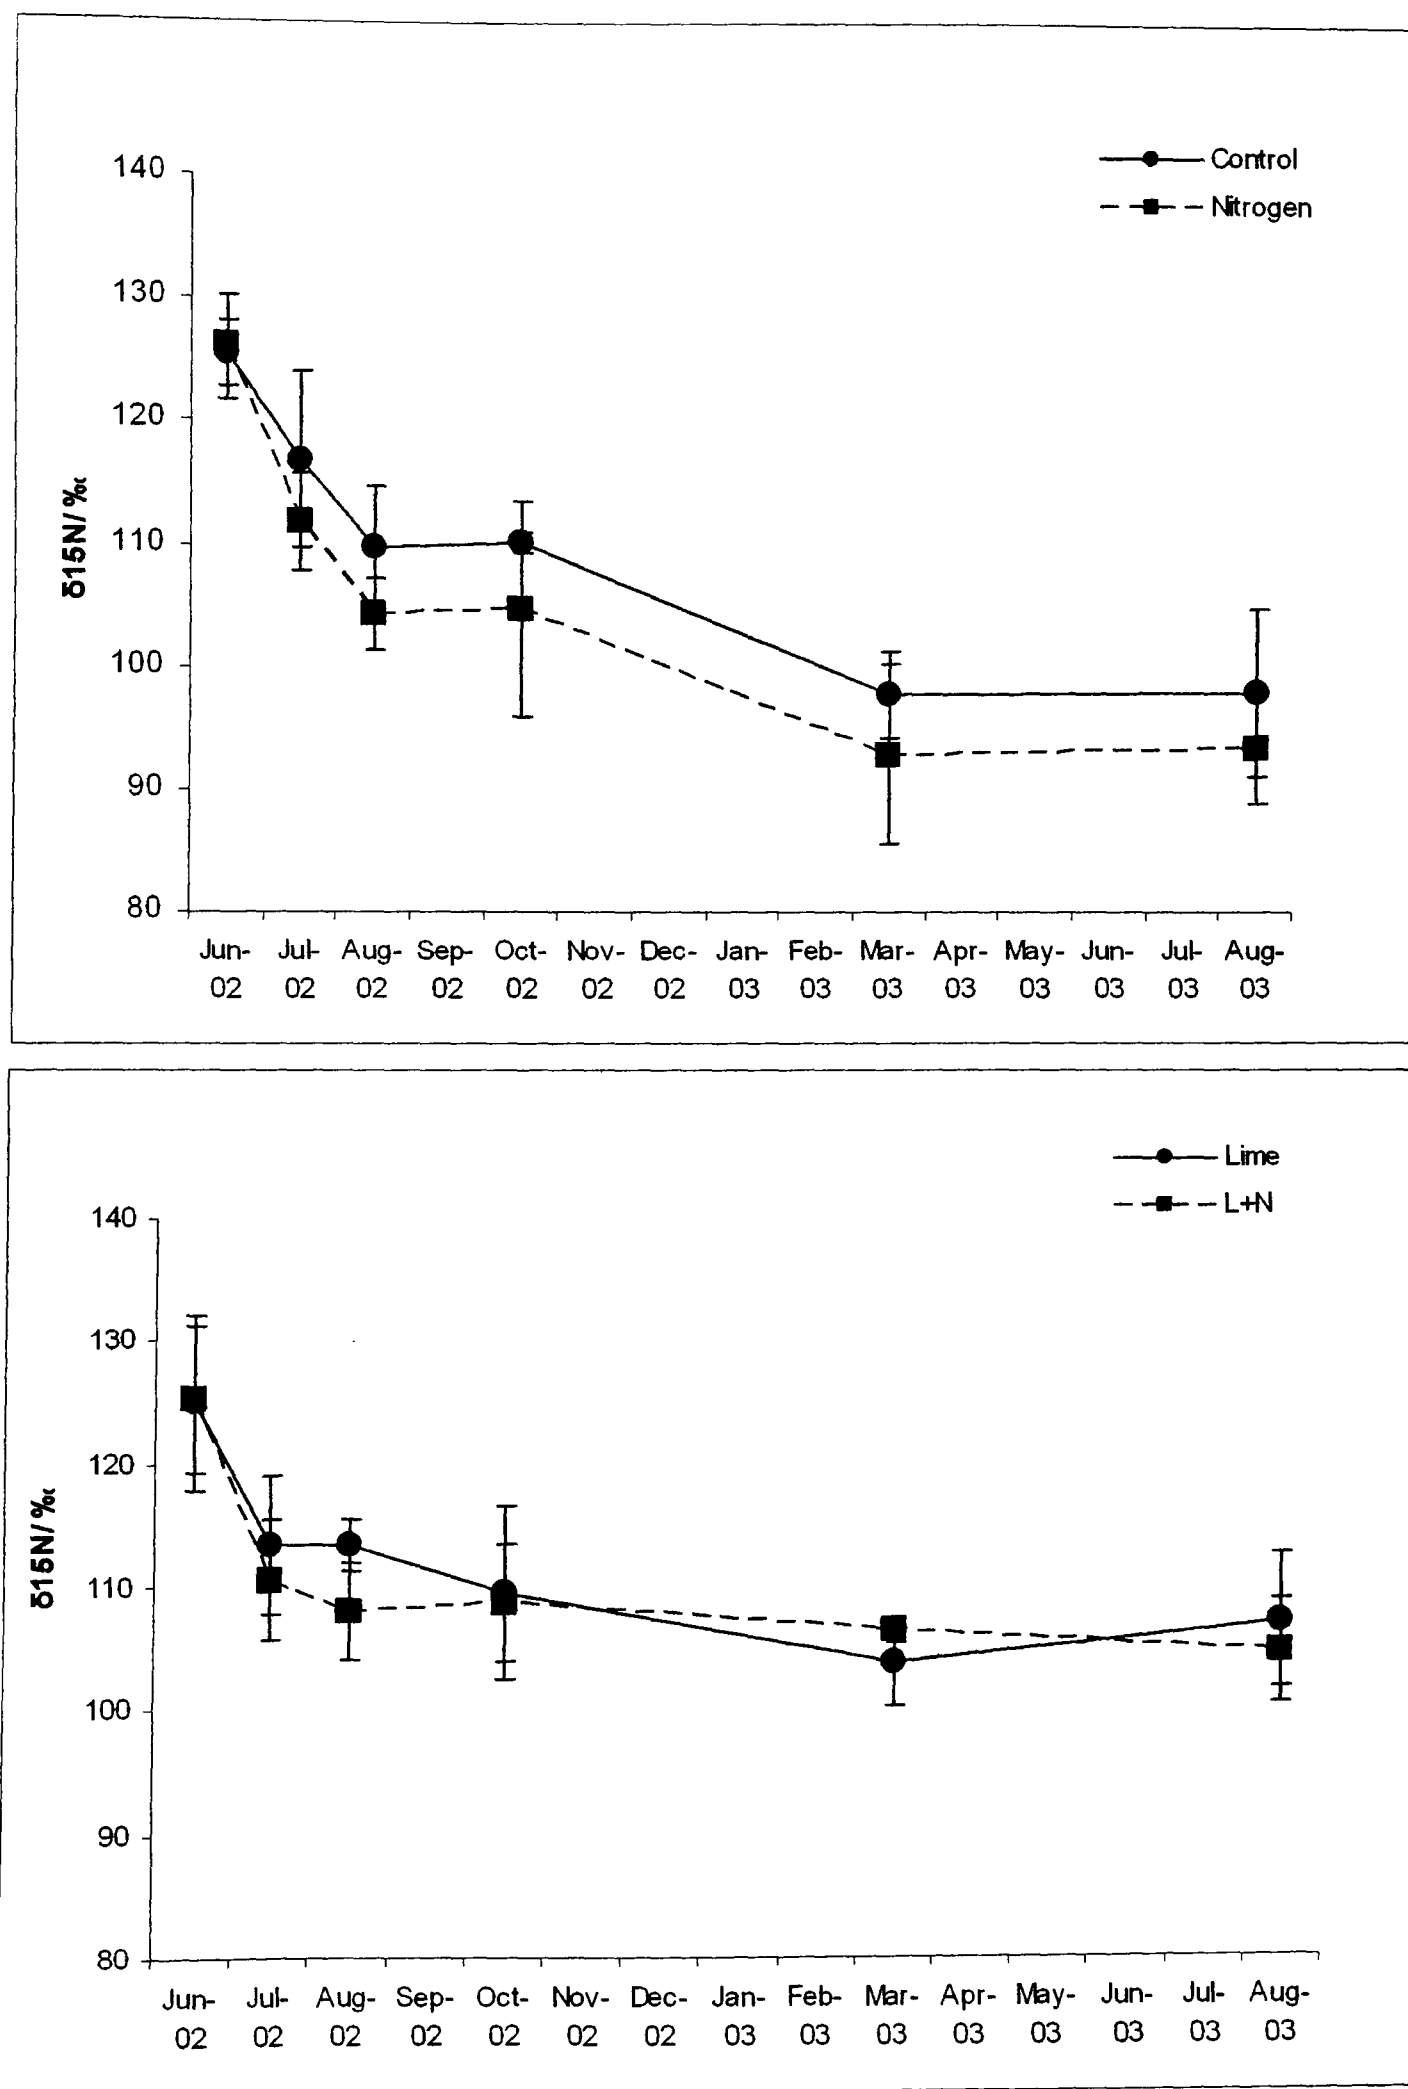 Control
Nitrogen
140
130
120
110
100
90
80
δ15N/‰
Jun- Jul- Aug- Sep- Oct- Nov- Dec- Jan- Feb- Mar- Apr- May- Jun- Jul- Aug-
02 02 02 02 02 02 02 03 03 03 03 03 03 03 03
Lime
L+N
140
130
120
110
100
90
80
δ15N/‰
Jun- Jul- Aug- Sep- Oct- Nov- Dec- Jan- Feb- Mar- Apr- May- Jun- Jul- Aug-
02 02 02 02 02 02 02 03 03 03 03 03 03 03 03